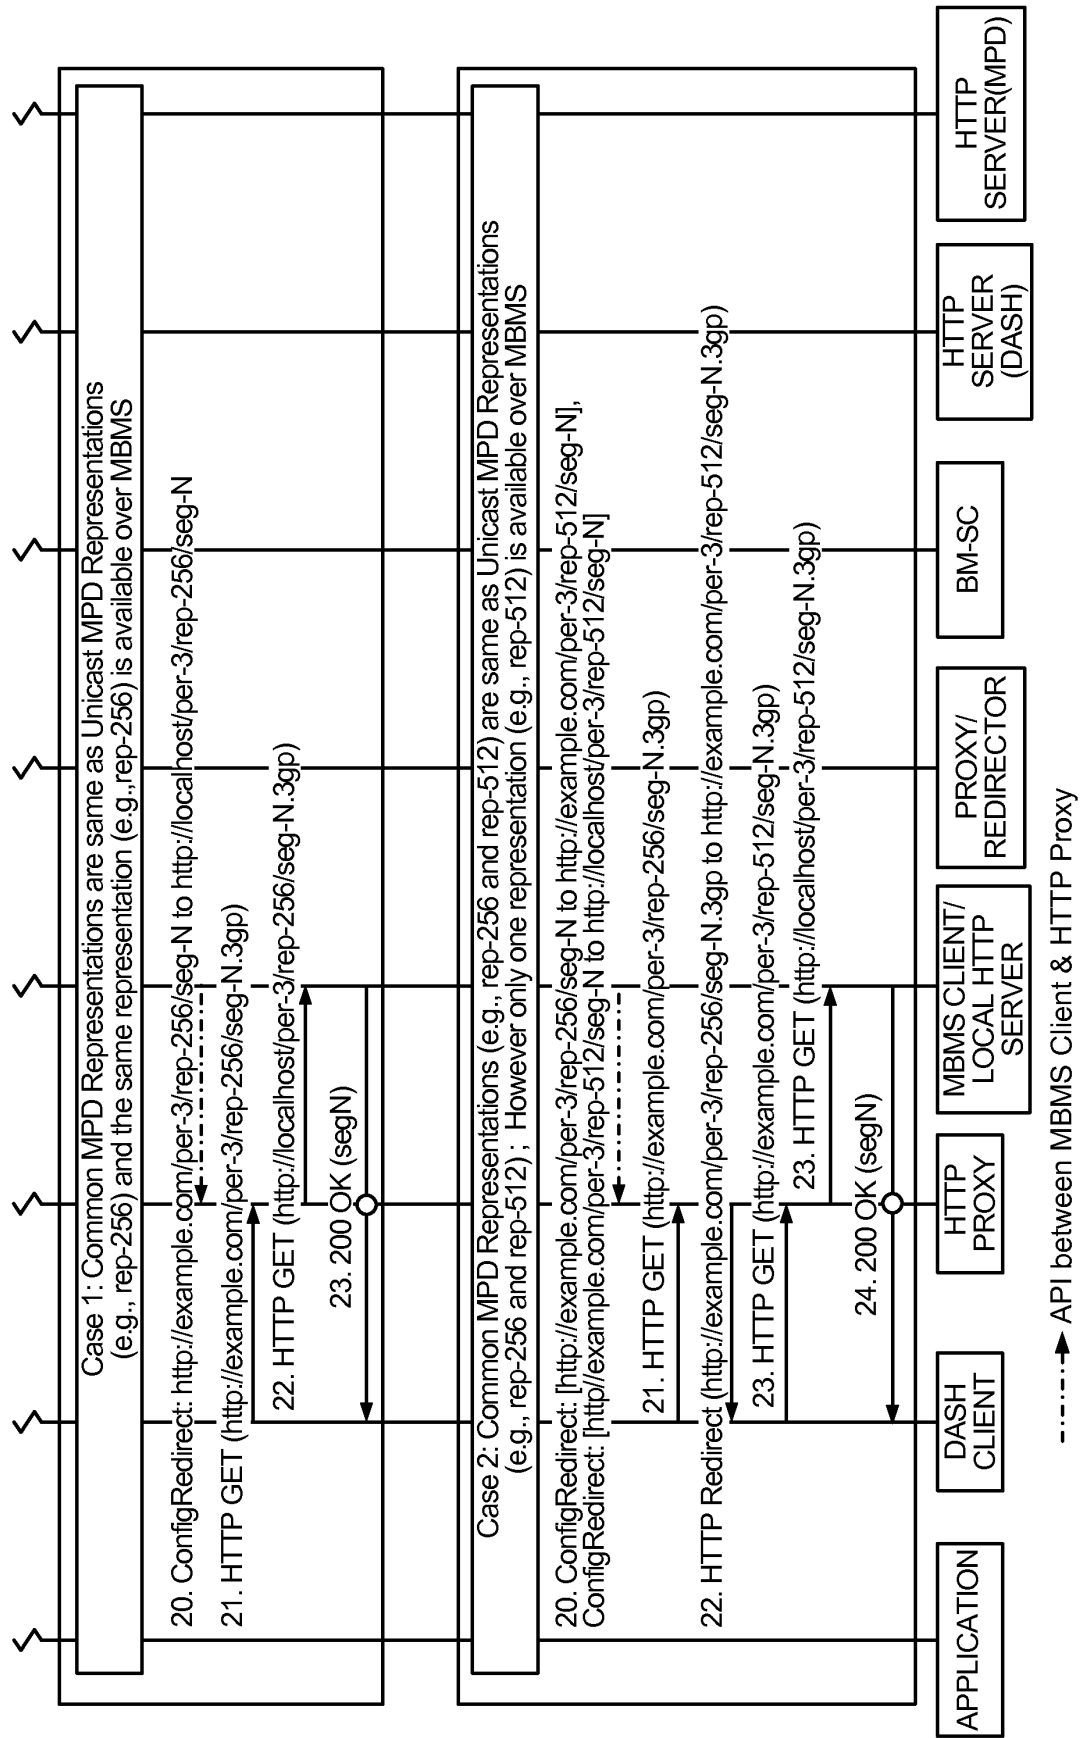 Case 1: Common MPD Representations are same as Unicast MPD Representations
(e.g., rep-256) and the same representation (e.g.,rep-256) is available over MBMS
20. ConfigRedirect: http://example.com/per-3/rep-256/seg-N to http://localhost/per-3/rep-256/seg-N
21. HTTP GET (http://example.com/per-3/rep-256/seg-N.3gp)
22. HTTP GET (http://localhost/per-3/rep-256/seg-N.3gp)
23. 200 OK (segN)
Case 2: Common MPD Representations (e.g., rep-256 and rep-512) are same as Unicast MPD Representations
(e.g., rep-256 and rep-512) ; However only one representation (e.g., rep-512) is available over MBMS
20. ConfigRedirect: [http://example.com/per-3/rep-256/seg-N to http://example.com/per-3/rep-512/seg-N],
ConfigRedirect: [http//example.com/per-3/rep-512/seg-N to http://localhost/per-3/rep-512/seg-N]
21. HTTP GET (http://example.com/per-3/rep-256/seg-N.3gp)
22. HTTP Redirect (http://example.com/per-3/rep-256/seg-N.3gp to http://example.com/per-3/rep-512/seg-N.3gp)
23. HTTP GET (http://example.com/per-3/rep-512/seg-N.3gp)
23. HTTP GET (http://localhost/per-3/rep-512/seg-N.3gp)
24. 200 OK (segN)
APPLICATION
DASH
CLIENT
HTTP
PROXY
MBMS CLIENT/
LOCAL HTTP
SERVER
PROXY/
REDIRECTOR
BM-SC
HTTP
SERVER
(DASH)
HTTP
SERVER(MPD)
API between MBMS Client & HTTP Proxy